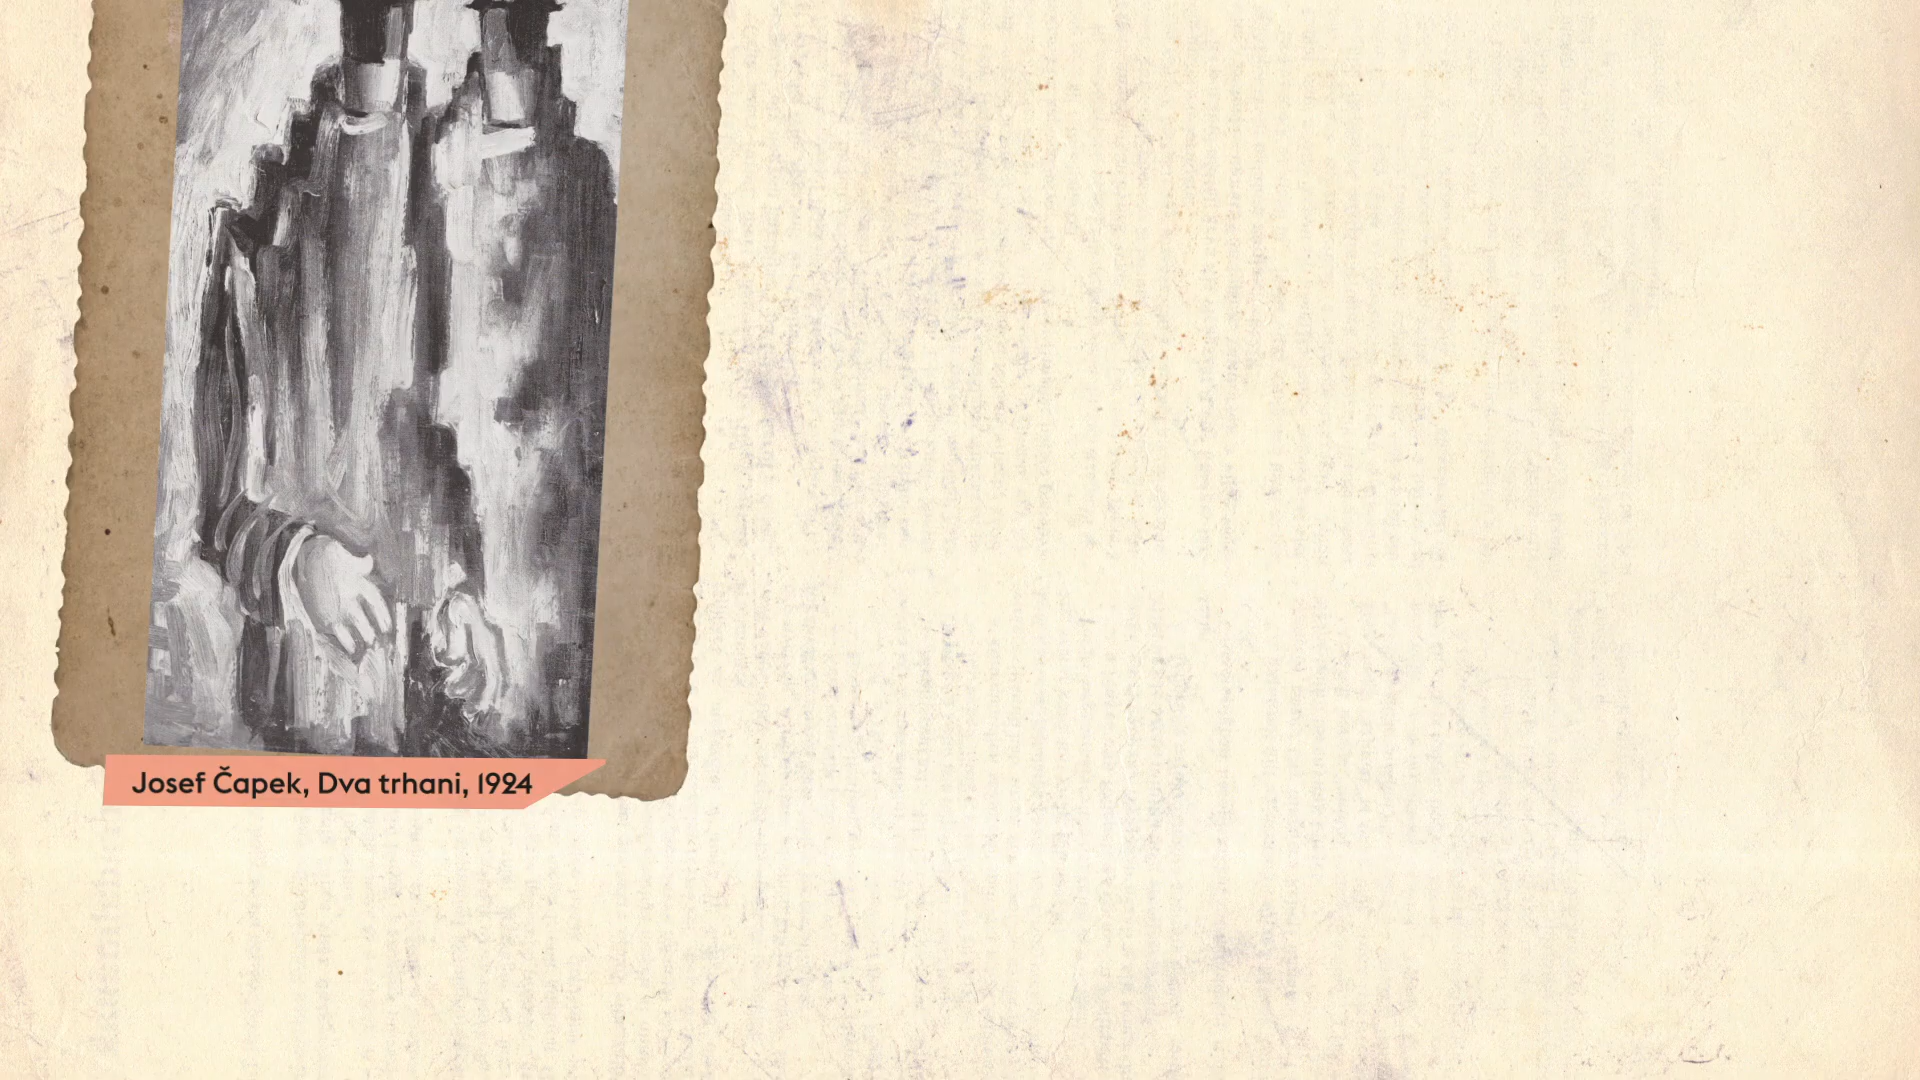 Josef Čapek, Dva trhani, 1924